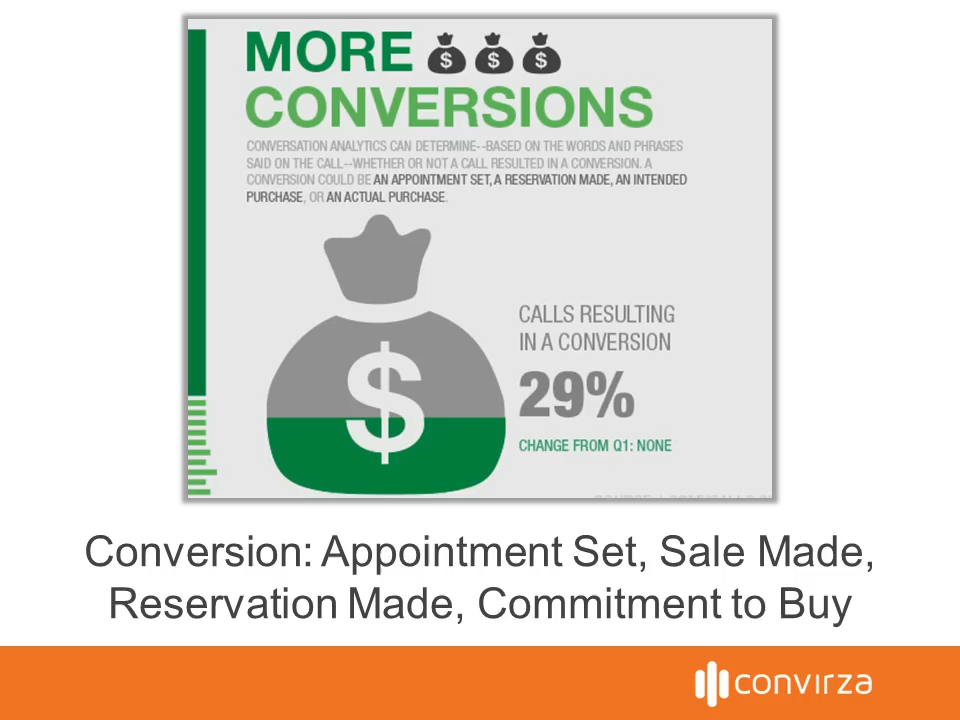 MORE $ $ $
CONVERSIONS
CONVERSATION ANALYTICS CAN DETERMINE--BASED ON THE WORDS AND PHRASES
SAID ON THE CALL--WHETHER OR NOT A CALL RESULTED IN A CONVERSION. A
CONVERSION COULD BE AN APPOINTMENT SET, A RESERVATION MADE, AN INTENDED
PURCHASE, OR AN ACTUAL PURCHASE.
$
CALLS RESULTING
IN A CONVERSION
29%
CHANGE FROM Q1: NONE
Conversion: Appointment Set, Sale Made,
Reservation Made, Commitment to Buy
convirza